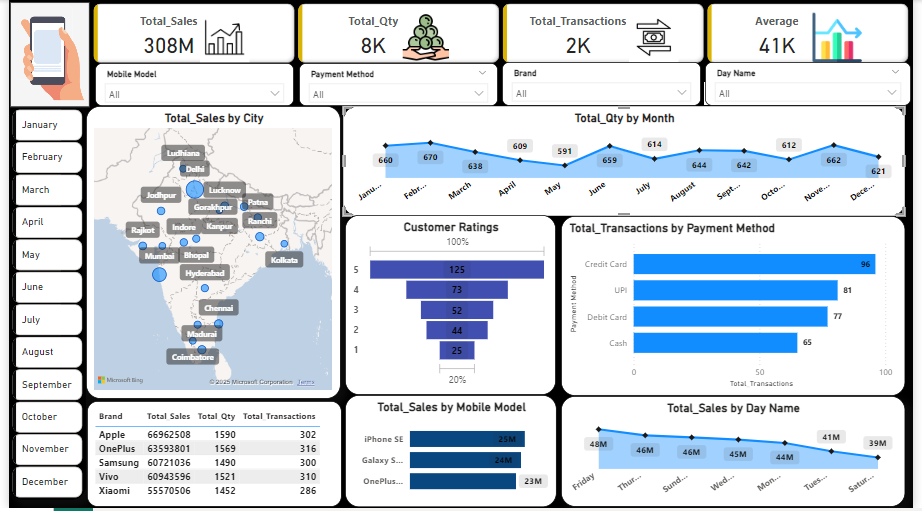 Total_Sales
308M
Total_Qty
8K
Total_Transactions
2K
Average
41K
Mobile Model
All
Payment Method
All
Brand
All
Day Name
All
January
February
March
April
May
June
July
August
September
October
November
December
Total_Sales by City
Ludhiana
Delhi
Jodhpur
Lucknow
Gorakhpur
Patna
Rajkot
Indore
Kanpur
Ranchi
Mumbai
Bhopal
Kolkata
Hyderabad
Chennai
Madurai
Coimbatore
Microsoft Bing
© 2025 Microsoft Corporation Terms
Total_Qty by Month
660
670
638
609
591
659
614
644
642
612
662
621
Janu...
Febr...
March
April
May
June
July
August
Sept...
Octo...
Nove...
Dece...
Customer Ratings
100%
5 125
4 73
3 52
2 44
1 25
20%
Total_Transactions by Payment Method
Payment Method
Credit Card 96
UPI 81
Debit Card 77
Cash 65
0 50 100
Total_Transactions
Brand Total_Sales Total_Qty Total_Transactions
Apple 66962508 1590 302
OnePlus 63593801 1569 316
Samsung 60721036 1490 300
Vivo 60943596 1521 310
Xiaomi 55570506 1452 286
Total_Sales by Mobile Model
iPhone SE 25M
Galaxy S... 24M
OnePlus... 23M
Total_Sales by Day Name
48M
46M
46M
45M
44M
41M
39M
Friday
Thur...
Sund...
Wed...
Mon...
Tues...
Satur...